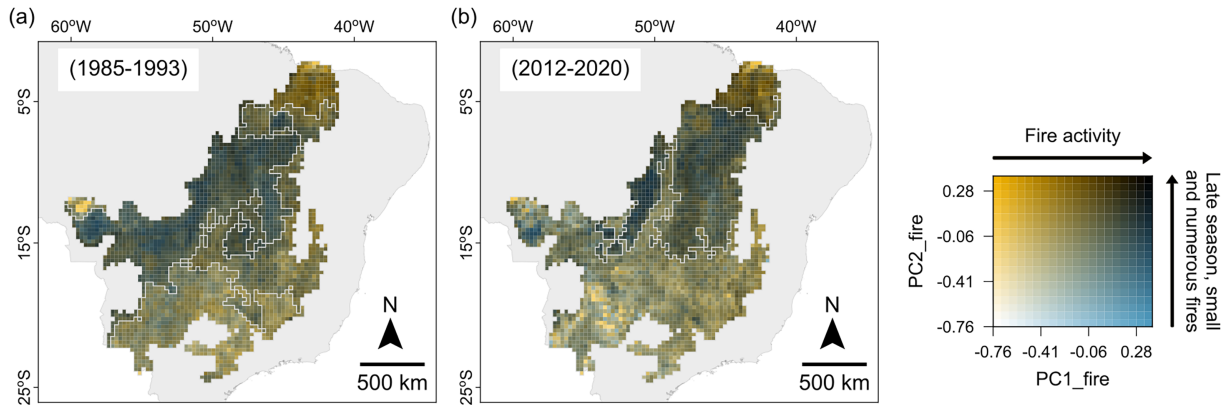 (a)
60°W 50°W 40°W
(1985-1993)
5°S
15°S
25°S
N
500 km
(b)
60°W 50°W 40°W
(2012-2020)
5°S
15°S
25°S
N
500 km
Fire activity
Late season, small
and numerous fires
PC2_fire
0.28
-0.06
-0.41
-0.76
-0.76 -0.41 -0.06 0.28
PC1_fire